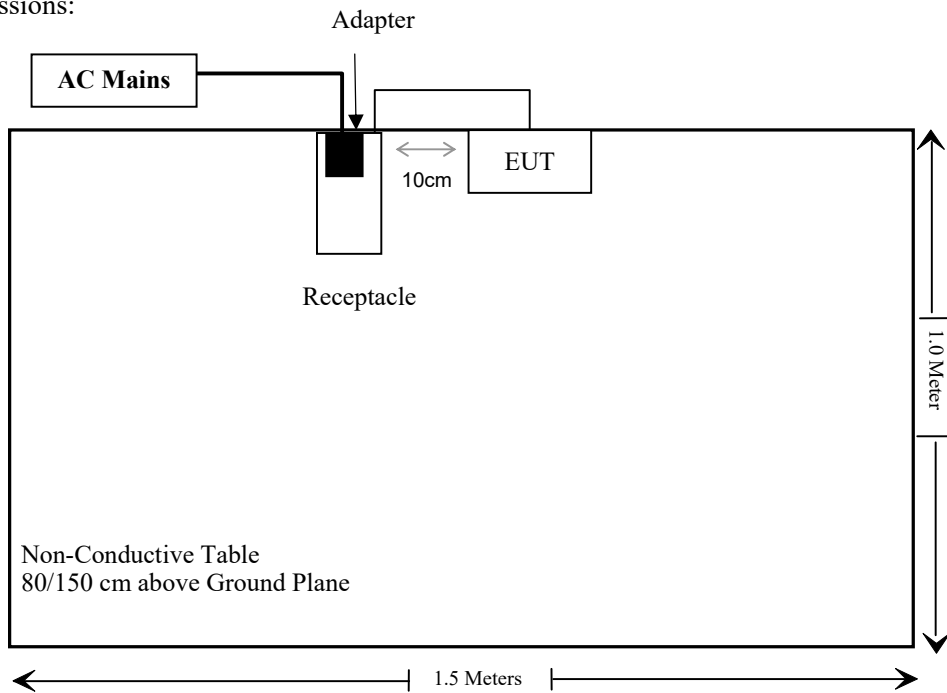 ssions:
Adapter
AC Mains
EUT
10cm
Receptacle
1.0 Meter
Non-Conductive Table
80/150 cm above Ground Plane
1.5 Meters